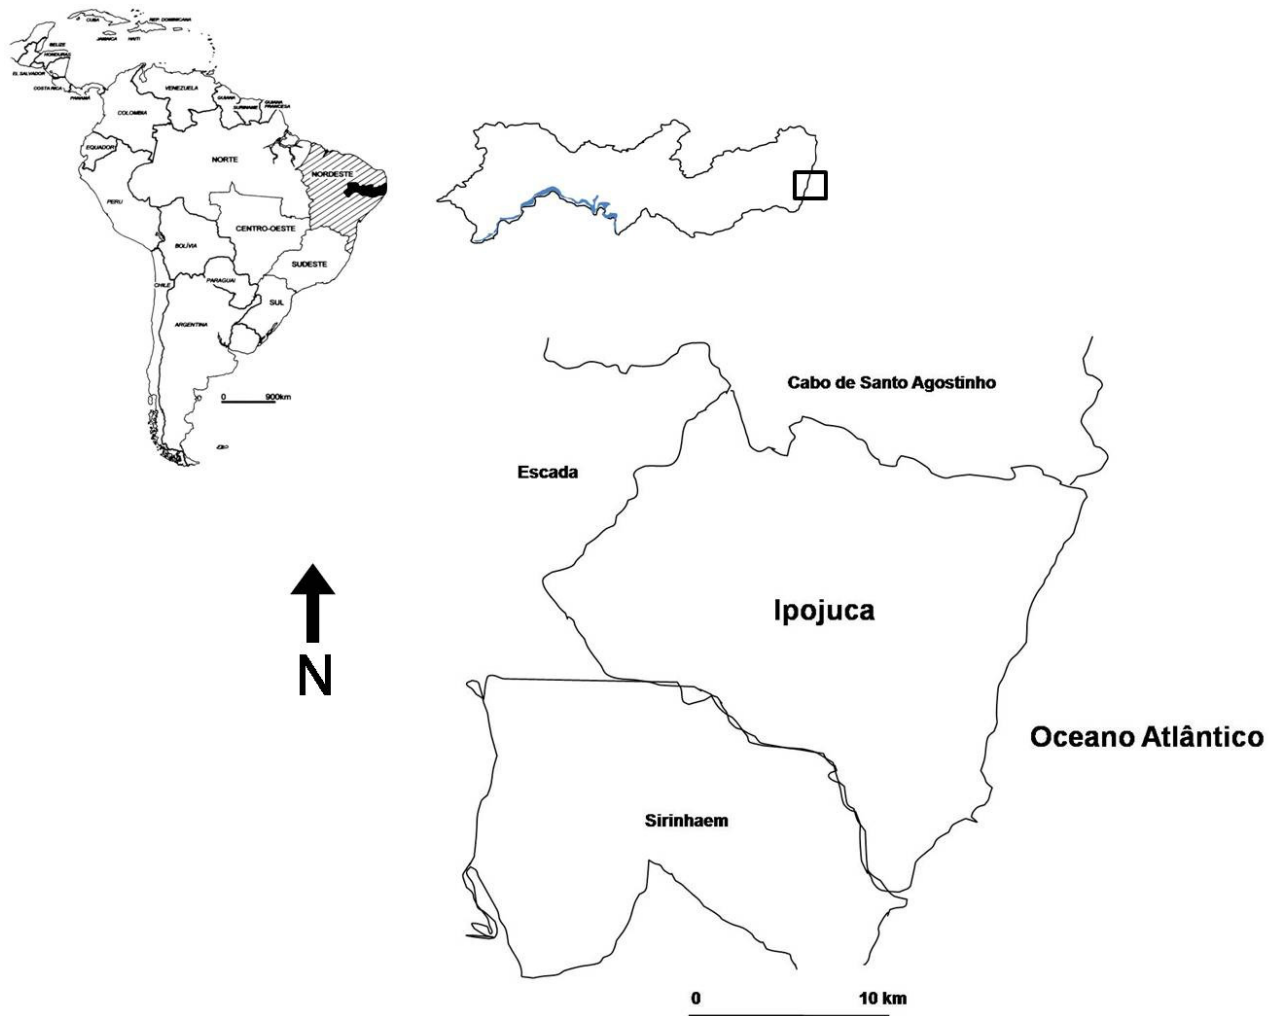 CUBA
REP. DOMINICANA
JAMAICA
HAITI
BELIZE
HONDURAS
EL SALVADOR
COSTA RICA
PANAMÁ
VENEZUELA
GUIANA
SURINAME
GUIANA
FRANCESA
COLOMBIA
EQUADOR
NORTE
NORDESTE
PERU
CENTRO-OESTE
BOLÍVIA
SUDESTE
PARAGUAI
CHILE
SUL
ARGENTINA
0 900km
Cabo de Santo Agostinho
Escada
Ipojuca
N
Oceano Atlântico
Sirinhaem
0 10 km